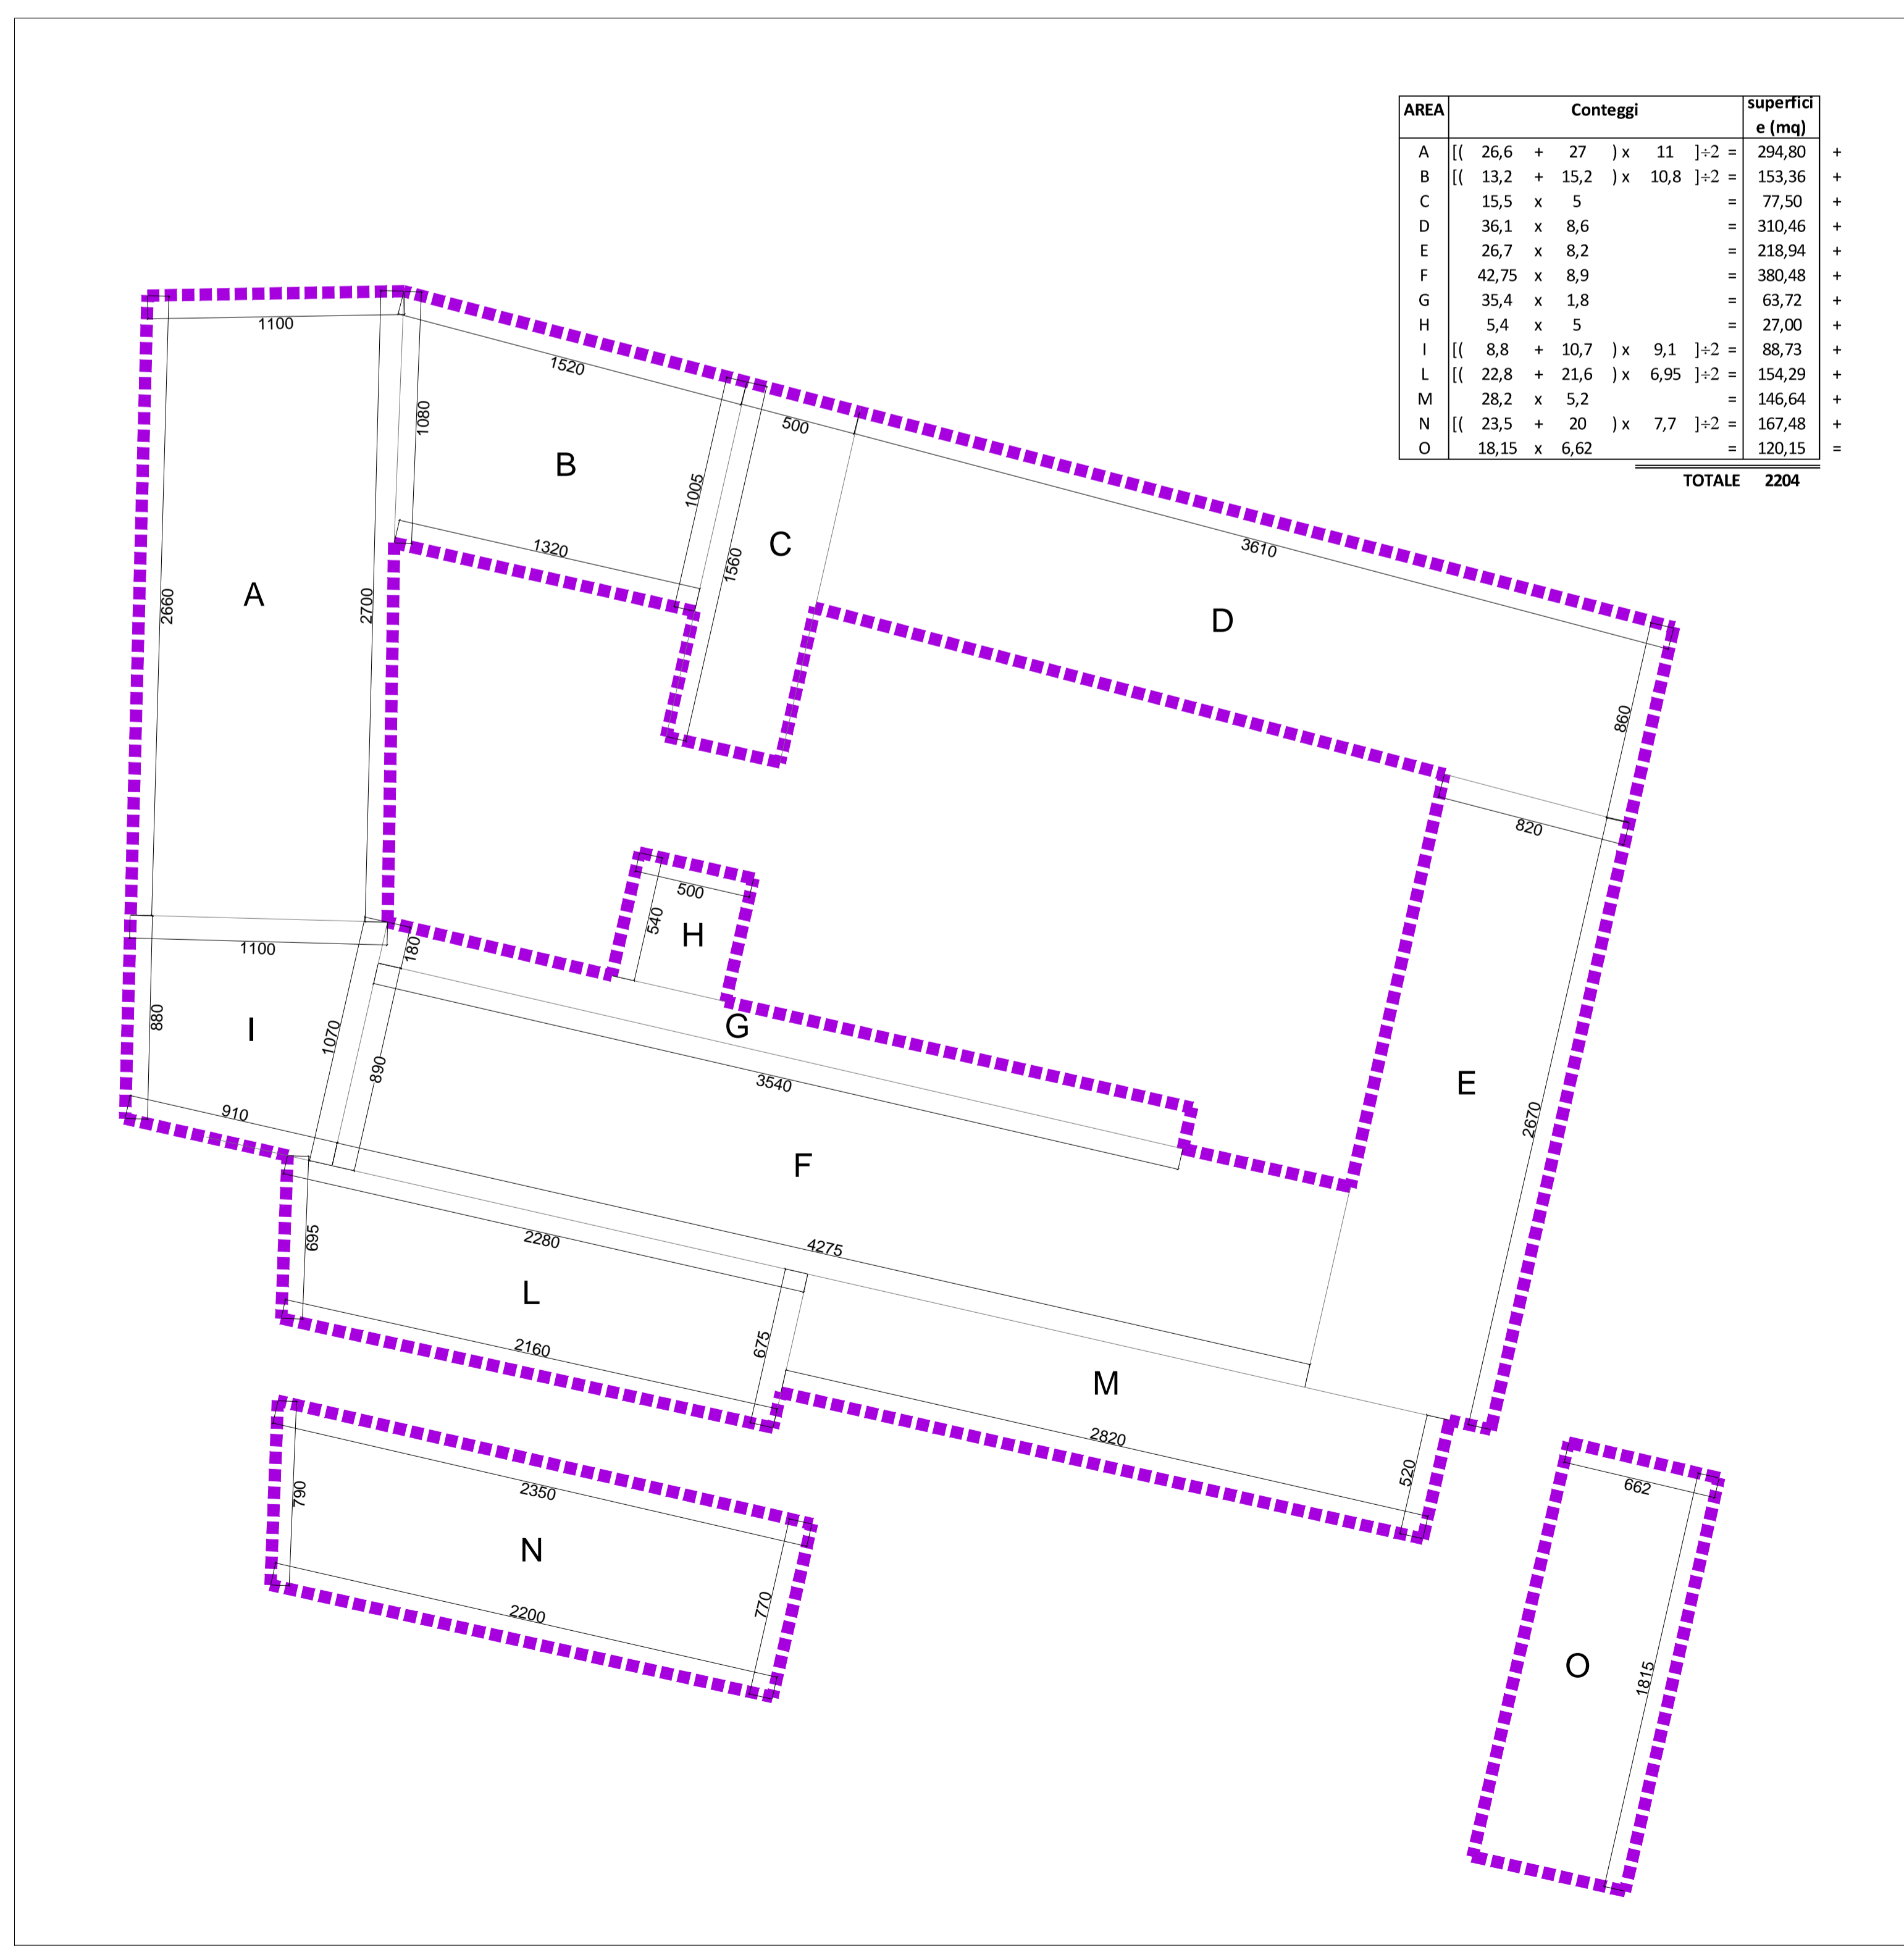 AREA Conteggi superfici
e (mq)
A [( 26,6 + 27 ) x 11 ]÷2 = 294,80 +
B [( 13,2 + 15,2 ) x 10,8 ]÷2 = 153,36 +
C 15,5 x 5 = 77,50 +
D 36,1 x 8,6 = 310,46 +
E 26,7 x 8,2 = 218,94 +
F 42,75 x 8,9 = 380,48 +
G 35,4 x 1,8 = 63,72 +
H 5,4 x 5 = 27,00 +
I [( 8,8 + 10,7 ) x 9,1 ]÷2 = 88,73 +
L [( 22,8 + 21,6 ) x 6,95 ]÷2 = 154,29 +
M 28,2 x 5,2 = 146,64 +
N [( 23,5 + 20 ) x 7,7 ]÷2 = 167,48 +
O 18,15 x 6,62 = 120,15 =
TOTALE 2204
1100
1520
1080
500
B
1005
C
1560
1320
3610
A
2660
2700
D
860
820
500
540
H
180
1100
880
I
1070
G
890
3540
910
E
2670
F
695
2280
4275
L
2160
675
M
2820
520
790
2350
N
2200
770
662
O
1815